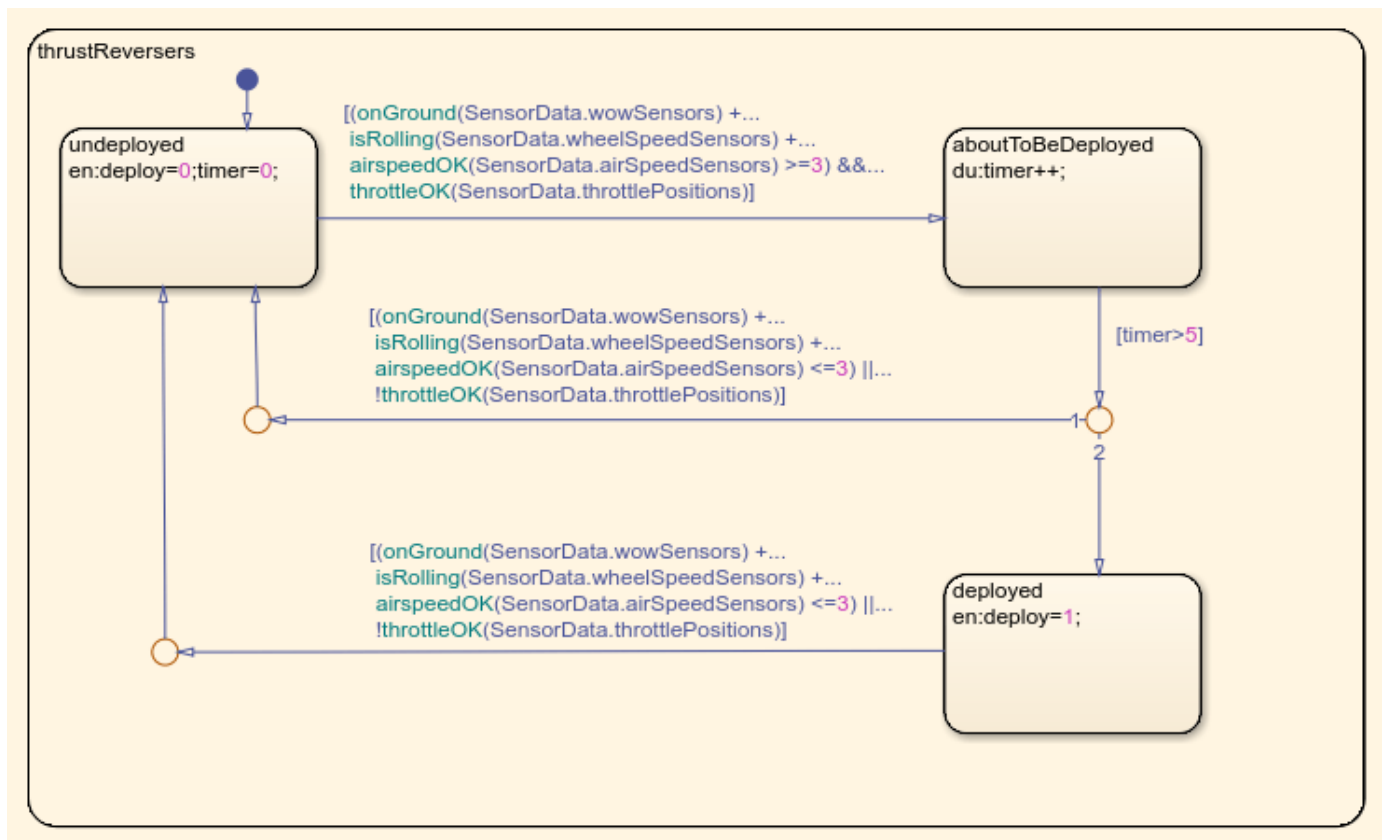 thrustReversers
undeployed
en:deploy=0;timer=0;
[(onGround(SensorData.wowSensors) +...
isRolling(SensorData.wheelSpeedSensors) +...
airspeedOK(SensorData.airSpeedSensors) >=3) &&...
throttleOK(SensorData.throttlePositions)]
aboutToBeDeployed
du:timer++;
[(onGround(SensorData.wowSensors) +...
isRolling(SensorData.wheelSpeedSensors) +...
airspeedOK(SensorData.airSpeedSensors) <=3) ||...
!throttleOK(SensorData.throttlePositions)]
[timer>5]
1
2
[(onGround(SensorData.wowSensors) +...
isRolling(SensorData.wheelSpeedSensors) +...
airspeedOK(SensorData.airSpeedSensors) <=3) ||...
!throttleOK(SensorData.throttlePositions)]
deployed
en:deploy=1;